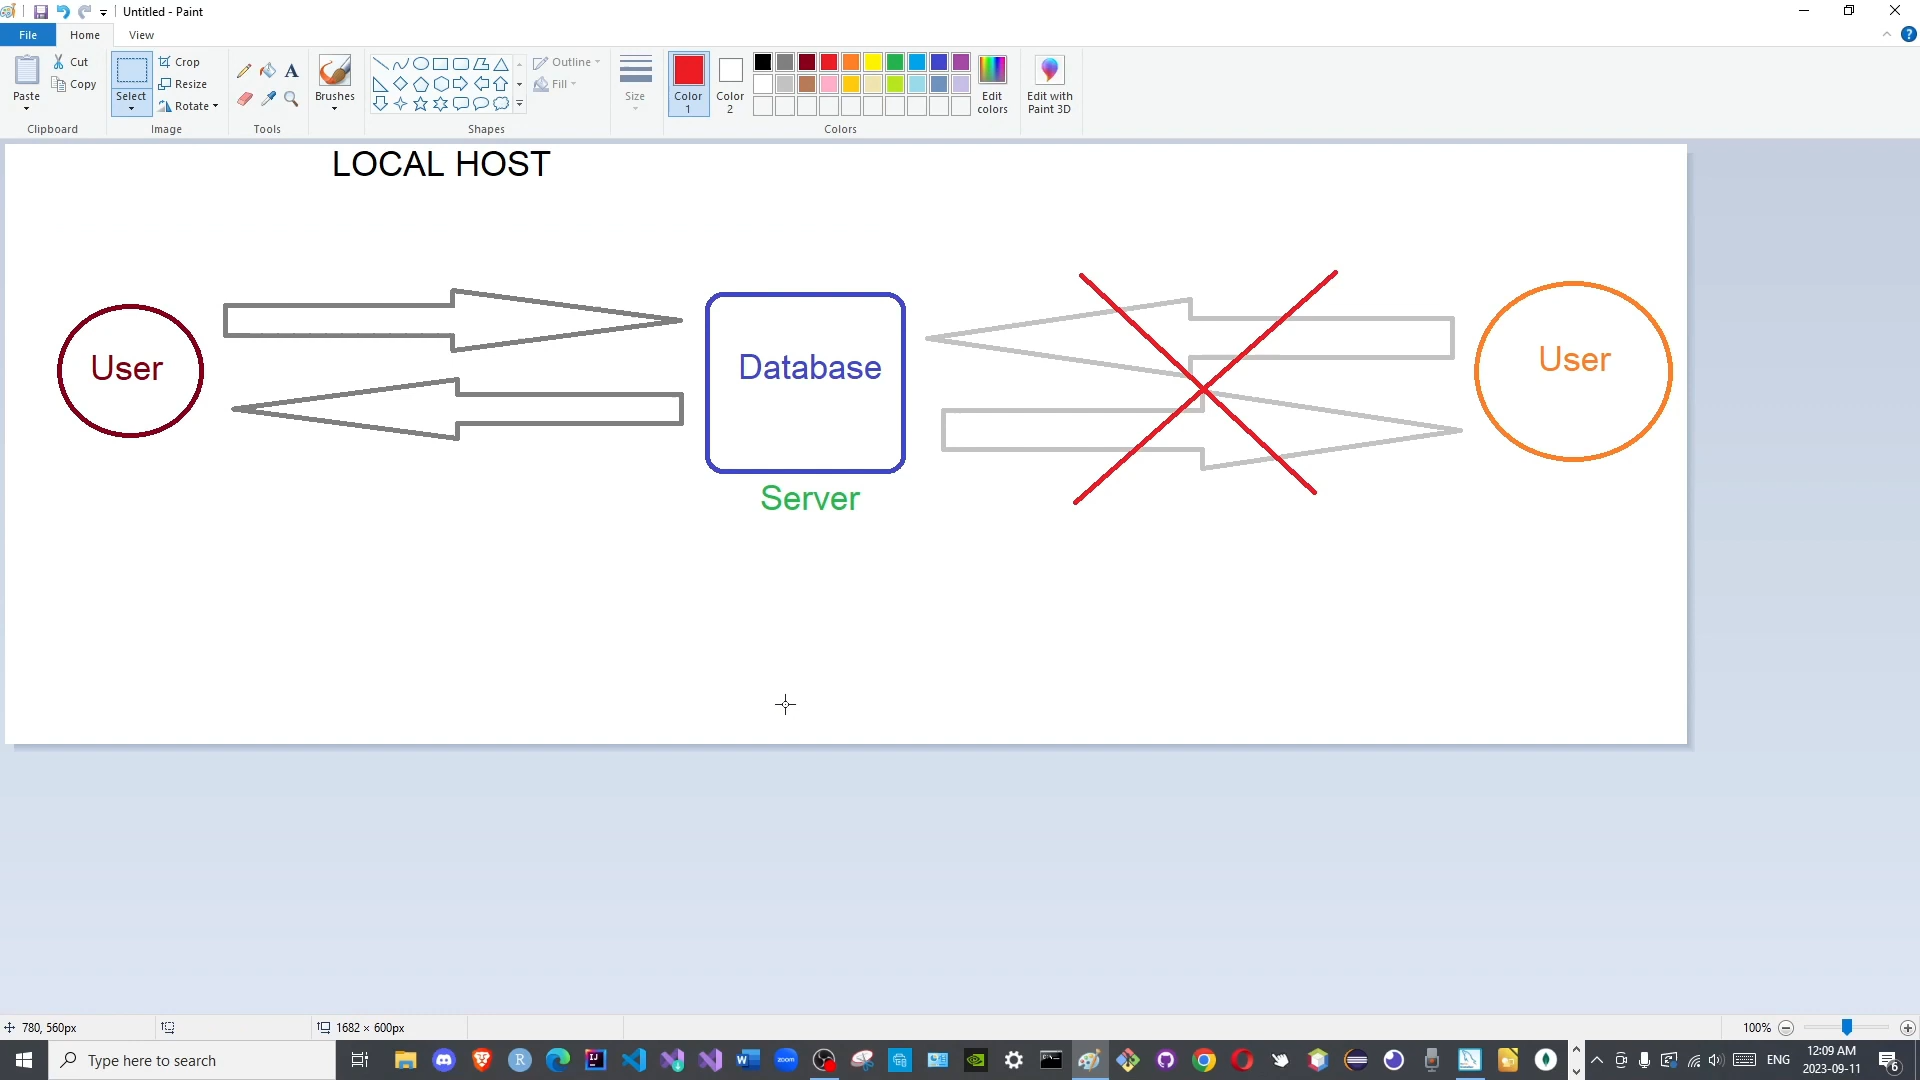 Untitled - Paint
File Home View
Paste
Cut
Copy
Clipboard
Select
Crop
Resize
Rotate
Image
Tools
Brushes
Shapes
Outline
Fill
Size
Color 1
Color 2
Colors
Edit colors
Edit with Paint 3D
LOCAL HOST
User
Database
Server
User
780, 560px
1682 × 600px
100%
Type here to search
zoom
ENG
12:09 AM
2023-09-11
6